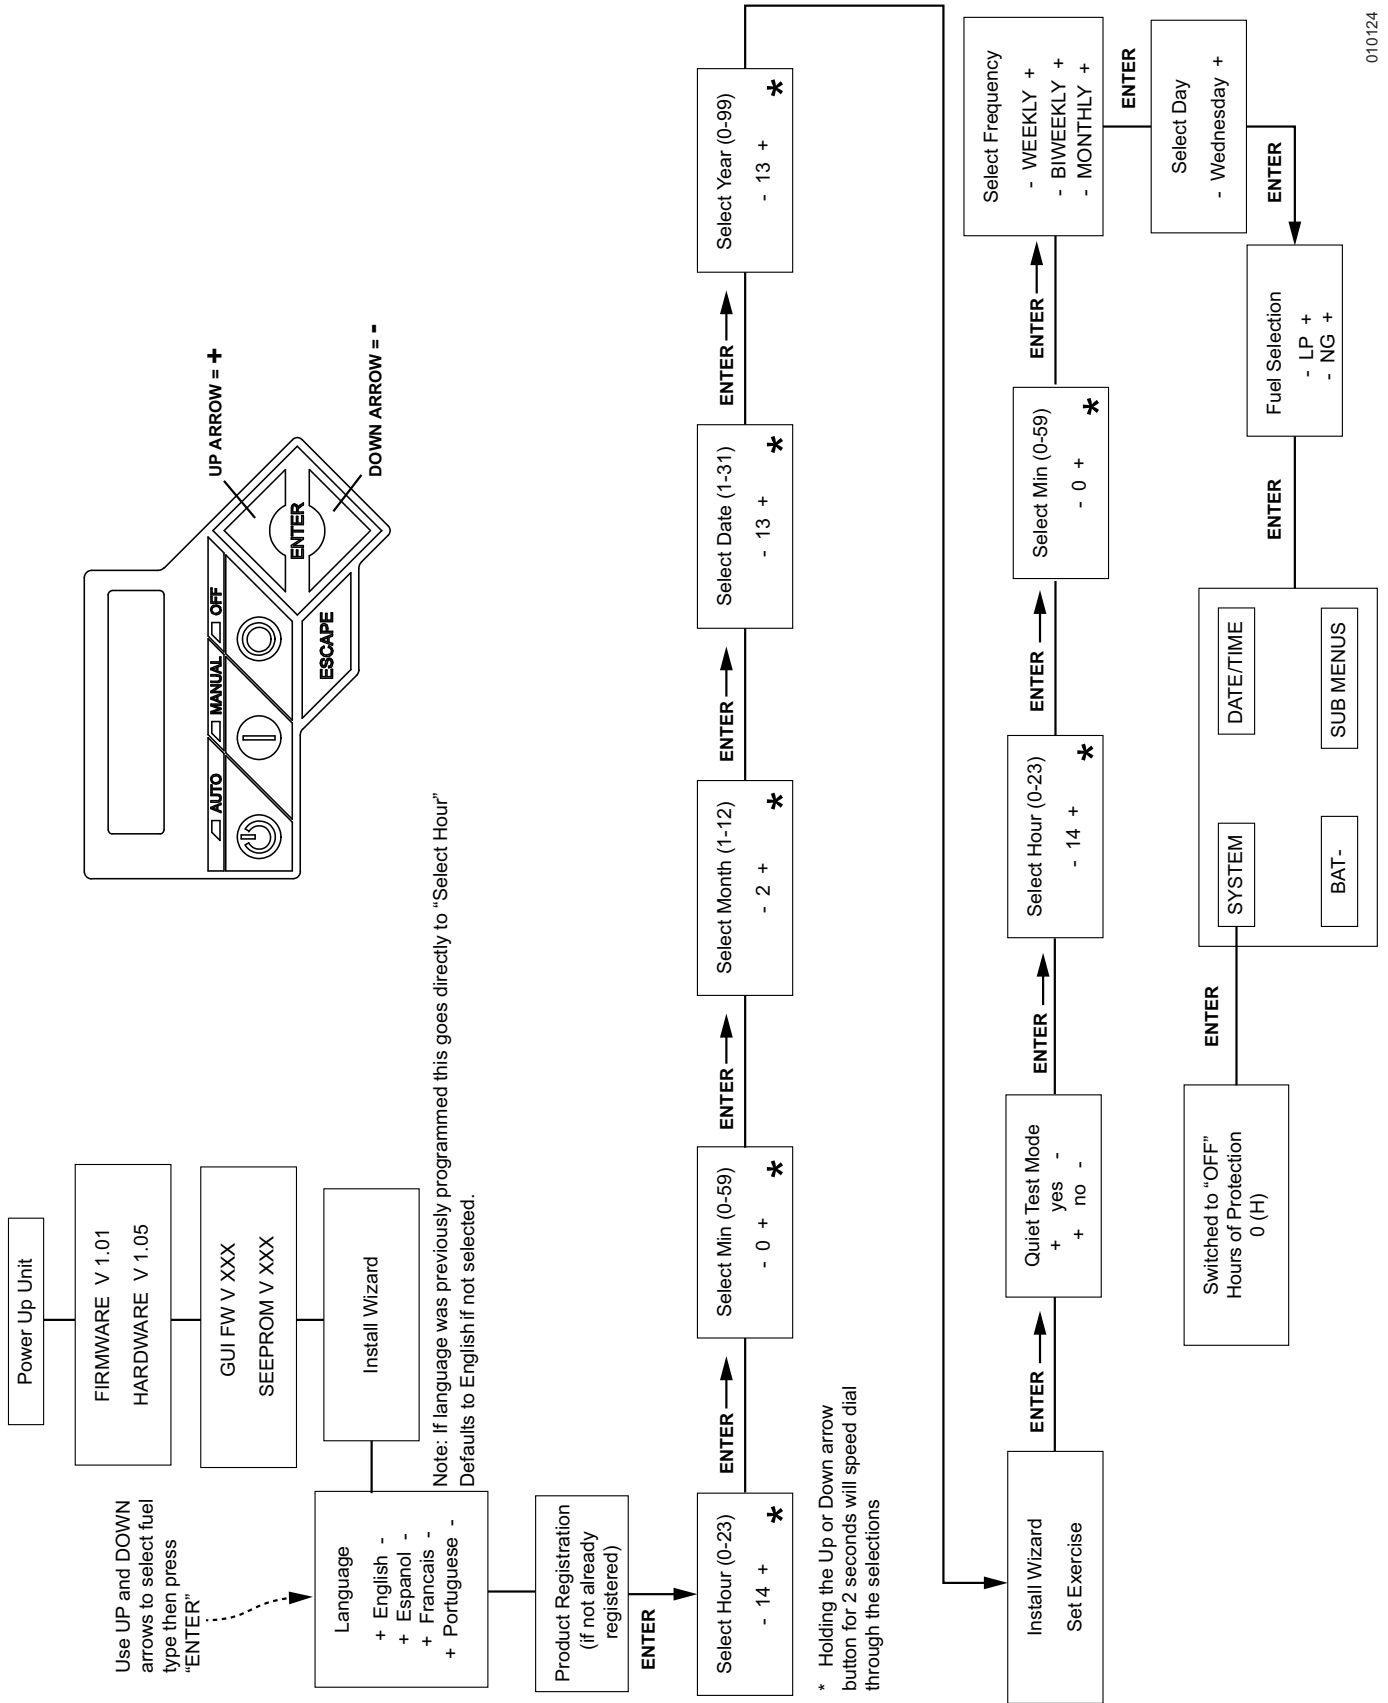 Power Up Unit
FIRMWARE V 1.01
HARDWARE V 1.05
GUI FW V XXX
SEEPROM V XXX
Install Wizard
Use UP and DOWN
arrows to select fuel
type then press
“ENTER”
Language
+ English -
+ Espanol -
+ Francais -
+ Portuguese -
Note: If language was previously programmed this goes directly to “Select Hour”
Defaults to English if not selected.
Product Registration
(if not already
registered)
ENTER
AUTO
MANUAL
OFF
ESCAPE
ENTER
UP ARROW = +
DOWN ARROW = -
Select Hour (0-23)
- 14 +
*
ENTER
Select Min (0-59)
- 0 +
*
ENTER
Select Month (1-12)
- 2 +
*
ENTER
Select Date (1-31)
- 13 +
*
ENTER
Select Year (0-99)
- 13 +
*
* Holding the Up or Down arrow
button for 2 seconds will speed dial
through the selections
Install Wizard
Set Exercise
ENTER
Quiet Test Mode
+ yes -
+ no -
ENTER
Select Hour (0-23)
- 14 +
*
ENTER
Select Min (0-59)
- 0 +
*
ENTER
Select Frequency
- WEEKLY +
- BIWEEKLY +
- MONTHLY +
ENTER
Select Day
- Wednesday +
ENTER
Fuel Selection
- LP +
- NG +
ENTER
SYSTEM
DATE/TIME
BAT-
SUB MENUS
ENTER
Switched to “OFF”
Hours of Protection
0 (H)
010124